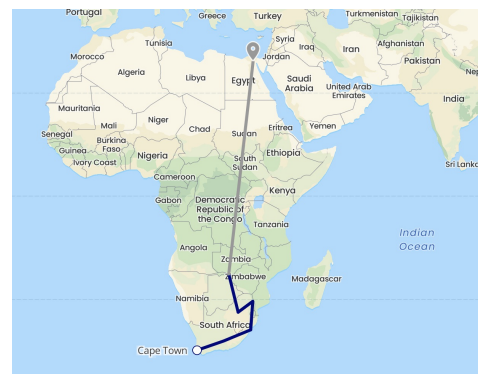 Portugal
Greece
Turkey
Turkmenistan
Tajikistan
Tunisia
Syria
Iraq
Iran
Afghanistan
Morocco
Jordan
Pakistan
Algeria
Libya
Egypt
Saudi
Arabia
United Arab
Emirates
India
Mauritania
Mali
Niger
Chad
Sudan
Eritrea
Yemen
Senegal
Guinea
Burkina
Faso
Ivory Coast
Nigeria
South
Sudan
Ethiopia
Sri Lanka
Cameroon
Gabon
Democratic
Republic of
the Congo
Kenya
Tanzania
Indian
Ocean
Angola
Zambia
Zimbabwe
Madagascar
Namibia
South Africa
Cape Town